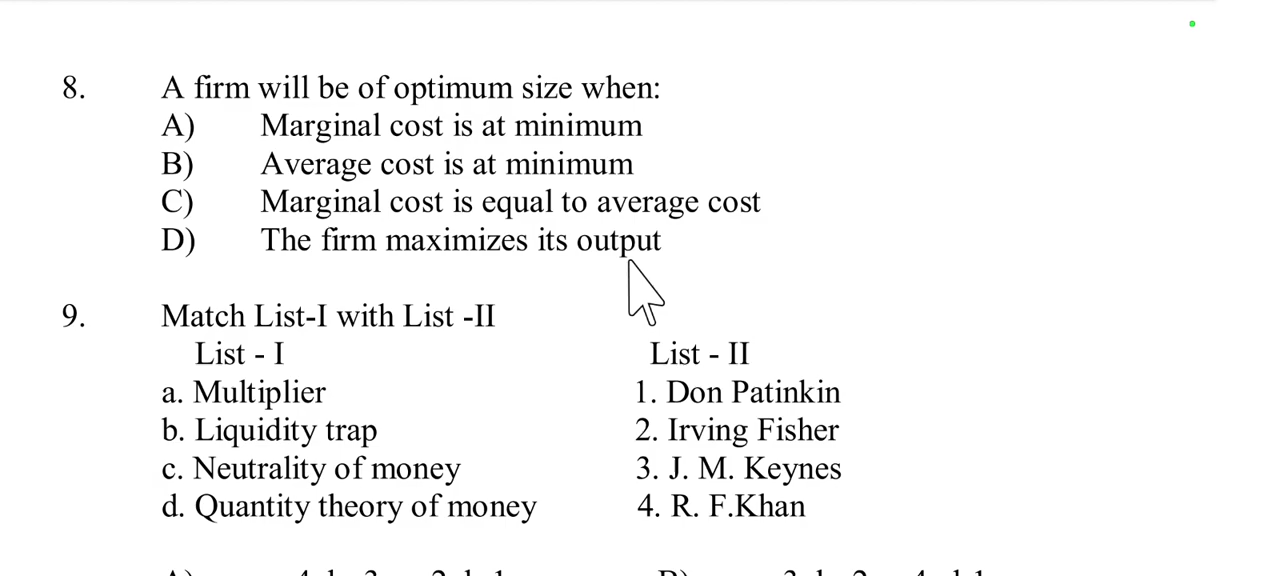 8. A firm will be of optimum size when:
A) Marginal cost is at minimum
B) Average cost is at minimum
C) Marginal cost is equal to average cost
D) The firm maximizes its output
9. Match List-I with List -II
List - I List - II
a. Multiplier 1. Don Patinkin
b. Liquidity trap 2. Irving Fisher
c. Neutrality of money 3. J. M. Keynes
d. Quantity theory of money 4. R. F.Khan